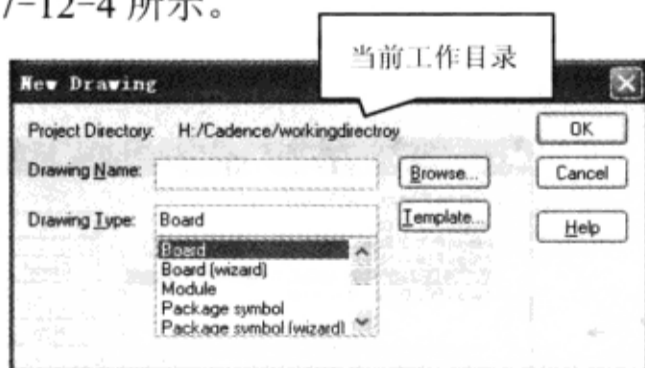 7-12-4 所示。
当前工作目录
New Drawing
Project Directory: H:/Cadence/workingdirectroy
OK
Drawing Name:
Browse...
Cancel
Drawing Type: Board
Template...
Help
Board
Board (wizard)
Module
Package symbol
Package symbol (wizard)